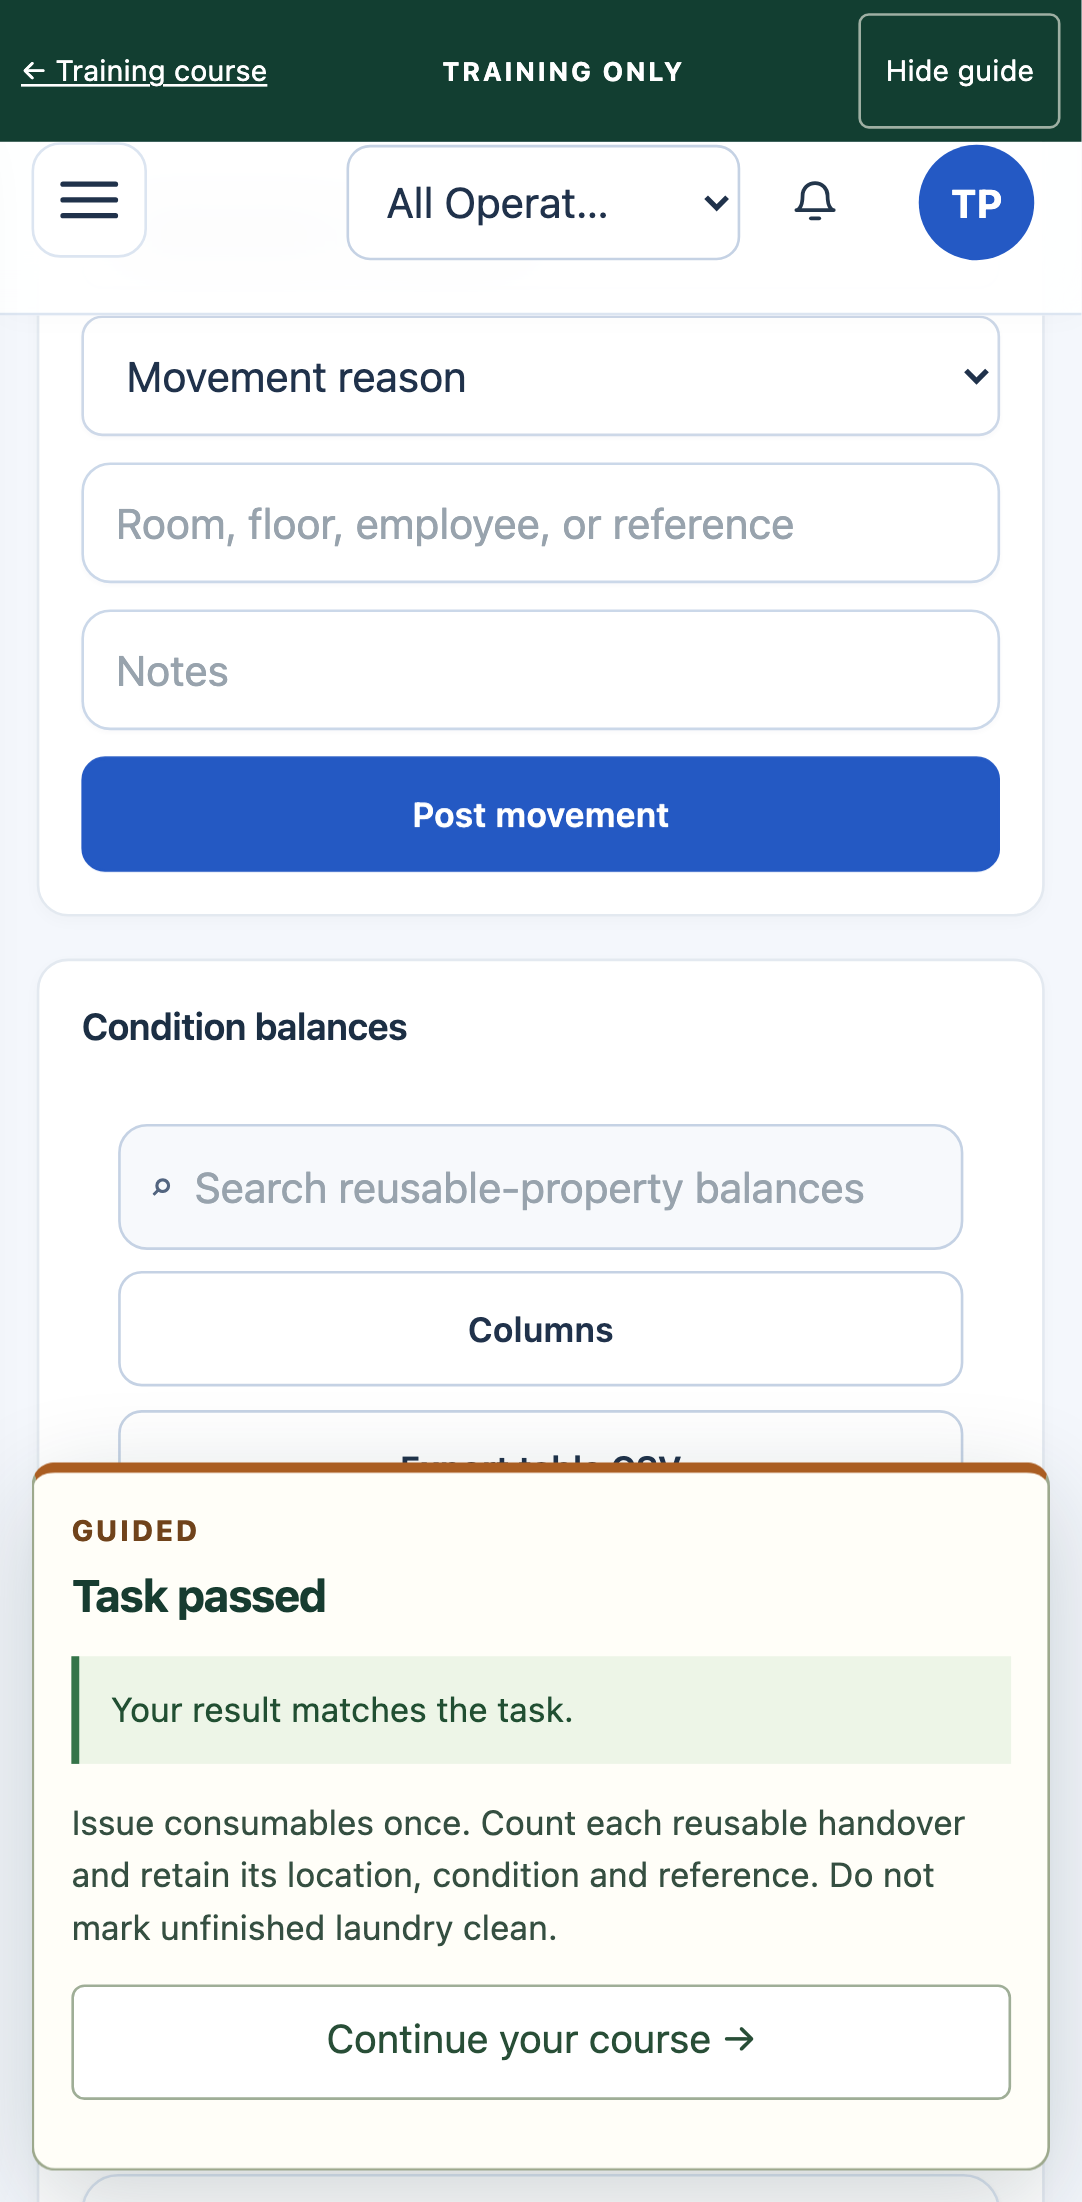 ← Training course
TRAINING ONLY
Hide guide
All Operat...
TP
Movement reason
Room, floor, employee, or reference
Notes
Post movement
Condition balances
Search reusable-property balances
Columns
Export table CSV
GUIDED
Task passed
Your result matches the task.
Issue consumables once. Count each reusable handover
and retain its location, condition and reference. Do not
mark unfinished laundry clean.
Continue your course →